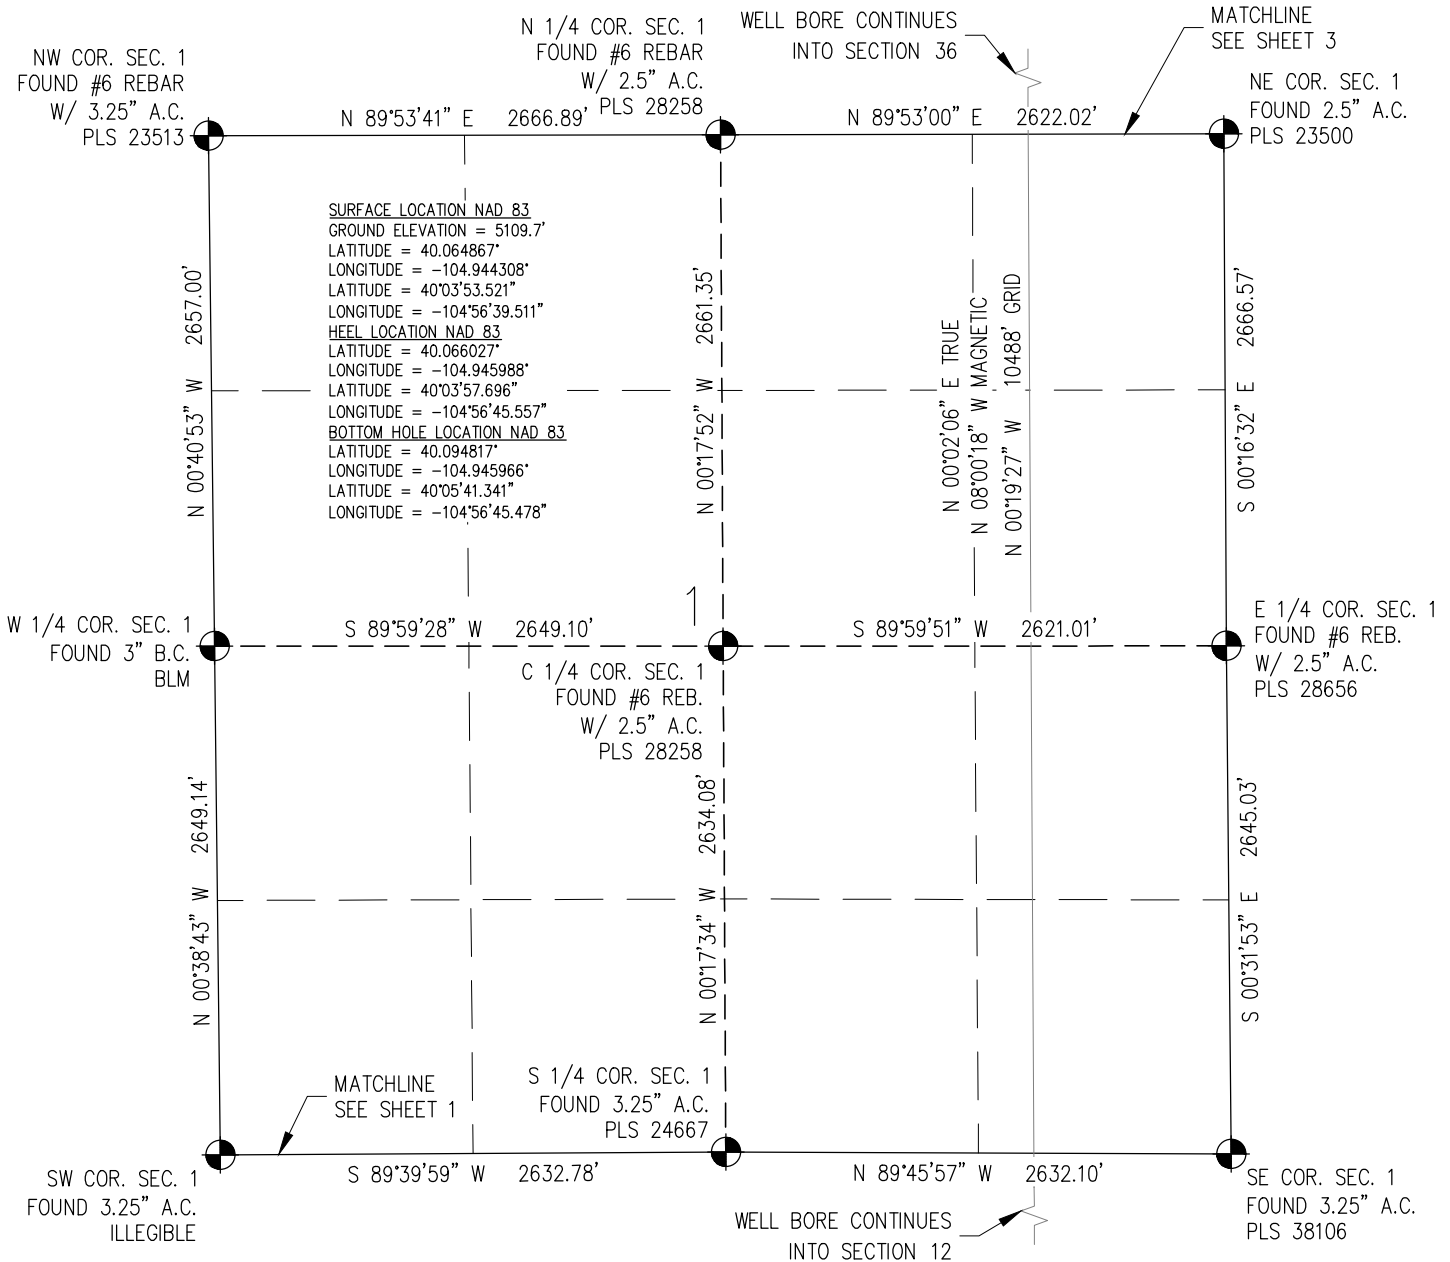 NW COR. SEC. 1
FOUND #6 REBAR
W/ 3.25" A.C.
PLS 23513
N 1/4 COR. SEC. 1
FOUND #6 REBAR
W/ 2.5" A.C.
PLS 28258
WELL BORE CONTINUES
INTO SECTION 36
MATCHLINE
SEE SHEET 3
NE COR. SEC. 1
FOUND 2.5" A.C.
PLS 23500
N 89°53'41" E 2666.89'
N 89°53'00" E 2622.02'
SURFACE LOCATION NAD 83
GROUND ELEVATION = 5109.7'
LATITUDE = 40.064867°
LONGITUDE = -104.944308°
LATITUDE = 40°03'53.521"
LONGITUDE = -104°56'39.511"
HEEL LOCATION NAD 83
LATITUDE = 40.066027°
LONGITUDE = -104.945988°
LATITUDE = 40°03'57.696"
LONGITUDE = -104°56'45.557"
BOTTOM HOLE LOCATION NAD 83
LATITUDE = 40.094817°
LONGITUDE = -104.945966°
LATITUDE = 40°05'41.341"
LONGITUDE = -104°56'45.478"
N 00°40'53" W 2657.00'
N 00°17'52" W 2661.35'
N 00°02'06" E TRUE
N 08°00'18" W MAGNETIC
N 00°19'27" W 10488' GRID
S 00°16'32" E 2666.57'
W 1/4 COR. SEC. 1
FOUND 3" B.C.
BLM
S 89°59'28" W 2649.10'
1
S 89°59'51" W 2621.01'
E 1/4 COR. SEC. 1
FOUND #6 REB.
W/ 2.5" A.C.
PLS 28656
C 1/4 COR. SEC. 1
FOUND #6 REB.
W/ 2.5" A.C.
PLS 28258
N 00°38'43" W 2649.14'
N 00°17'34" W 2634.08'
S 00°31'53" E 2645.03'
MATCHLINE
SEE SHEET 1
S 1/4 COR. SEC. 1
FOUND 3.25" A.C.
PLS 24667
S 89°39'59" W 2632.78'
N 89°45'57" W 2632.10'
SW COR. SEC. 1
FOUND 3.25" A.C.
ILLEGIBLE
WELL BORE CONTINUES
INTO SECTION 12
SE COR. SEC. 1
FOUND 3.25" A.C.
PLS 38106